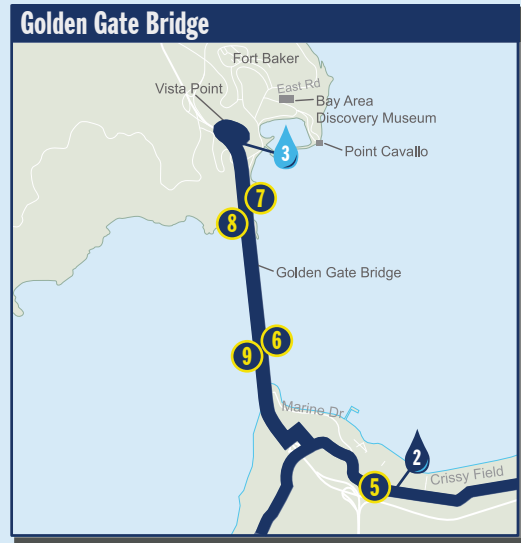 Golden Gate Bridge
Fort Baker
Vista Point
East Rd
Bay Area
Discovery Museum
3
Point Cavallo
7
8
Golden Gate Bridge
6
9
Marine Dr
2
Crissy Field
5